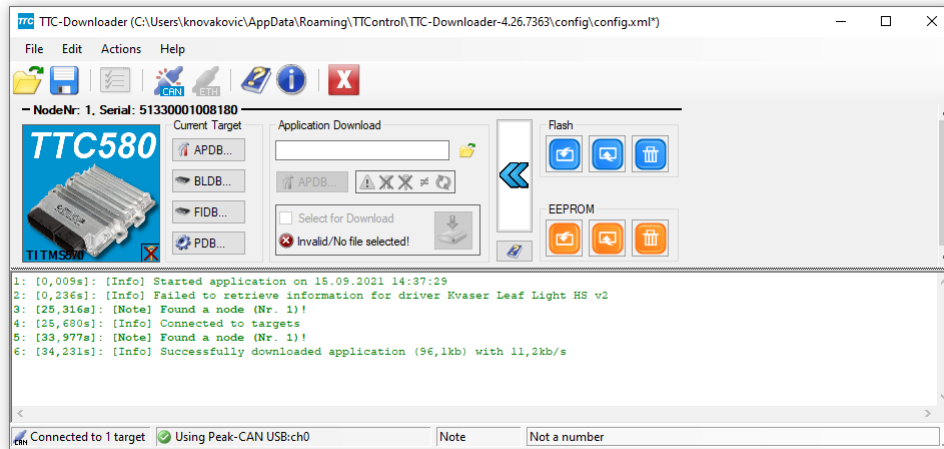 TTC TTC-Downloader (C:\Users\knovakovic\AppData\Roaming\TTControl\TTC-Downloader-4.26.7363\config\config.xml*)
File Edit Actions Help
CAN ETH
NodeNr: 1, Serial: 51330001008180
Current Target
Application Download
Flash
TTC580
APDB...
BLDB...
FIDB...
PDB...
APDB...
Select for Download
Invalid/No file selected!
EEPROM
1: [0,009s]: [Info] Started application on 15.09.2021 14:37:29
2: [0,236s]: [Info] Failed to retrieve information for driver Kvaser Leaf Light HS v2
3: [25,316s]: [Note] Found a node (Nr. 1)!
4: [25,680s]: [Info] Connected to targets
5: [33,977s]: [Note] Found a node (Nr. 1)!
6: [34,231s]: [Info] Successfully downloaded application (96,1kb) with 11,2kb/s
CAN Connected to 1 target Using Peak-CAN USB:ch0 Note Not a number